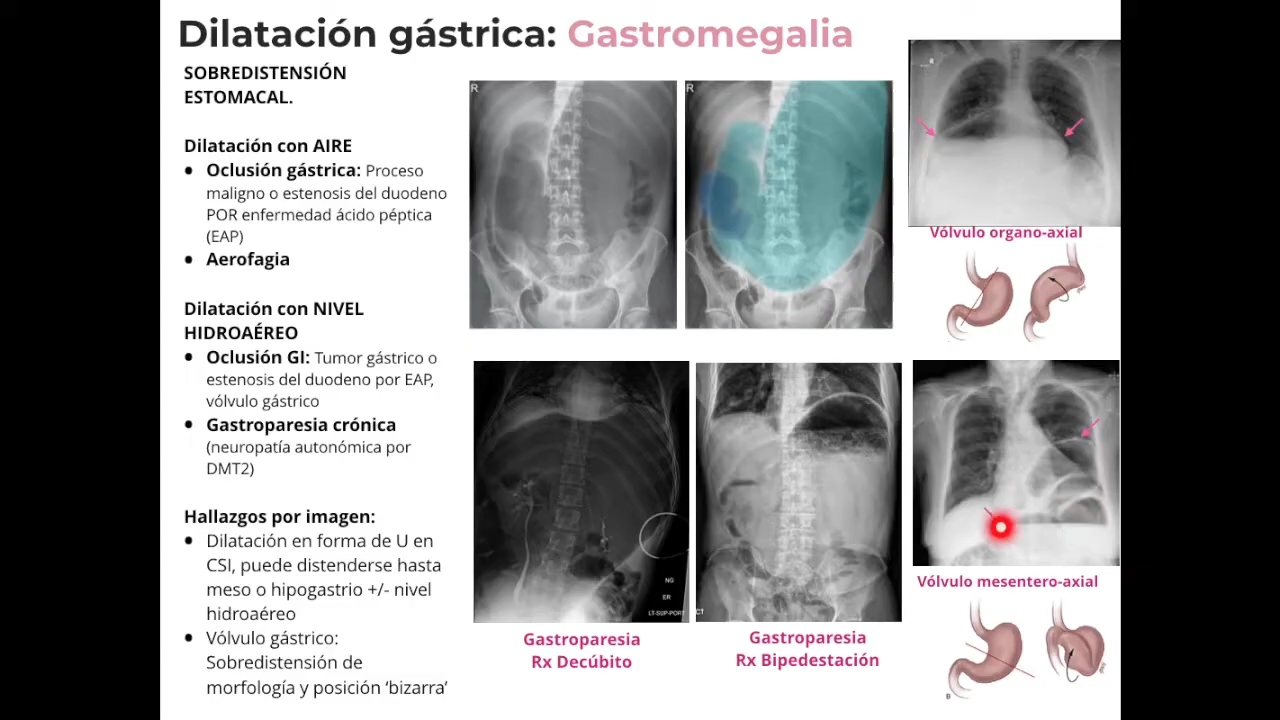 Dilatación gástrica: Gastromegalia
SOBREDISTENSIÓN
ESTOMACAL.
Dilatación con AIRE
Oclusión gástrica: Proceso
maligno o estenosis del duodeno
POR enfermedad ácido péptica
(EAP)
Aerofagia
Dilatación con NIVEL
HIDROAÉREO
Oclusión GI: Tumor gástrico o
estenosis del duodeno por EAP,
vólvulo gástrico
Gastroparesia crónica
(neuropatía autonómica por
DMT2)
Hallazgos por imagen:
Dilatación en forma de U en
CSI, puede distenderse hasta
meso o hipogastrio +/- nivel
hidroaéreo
Vólvulo gástrico:
Sobredistensión de
morfología y posición ‘bizarra’
R
R
NG
ER
LT-SUP-PORT
CT
Gastroparesia
Rx Decúbito
Gastroparesia
Rx Bipedestación
R
Vólvulo organo-axial
Vólvulo mesentero-axial
B